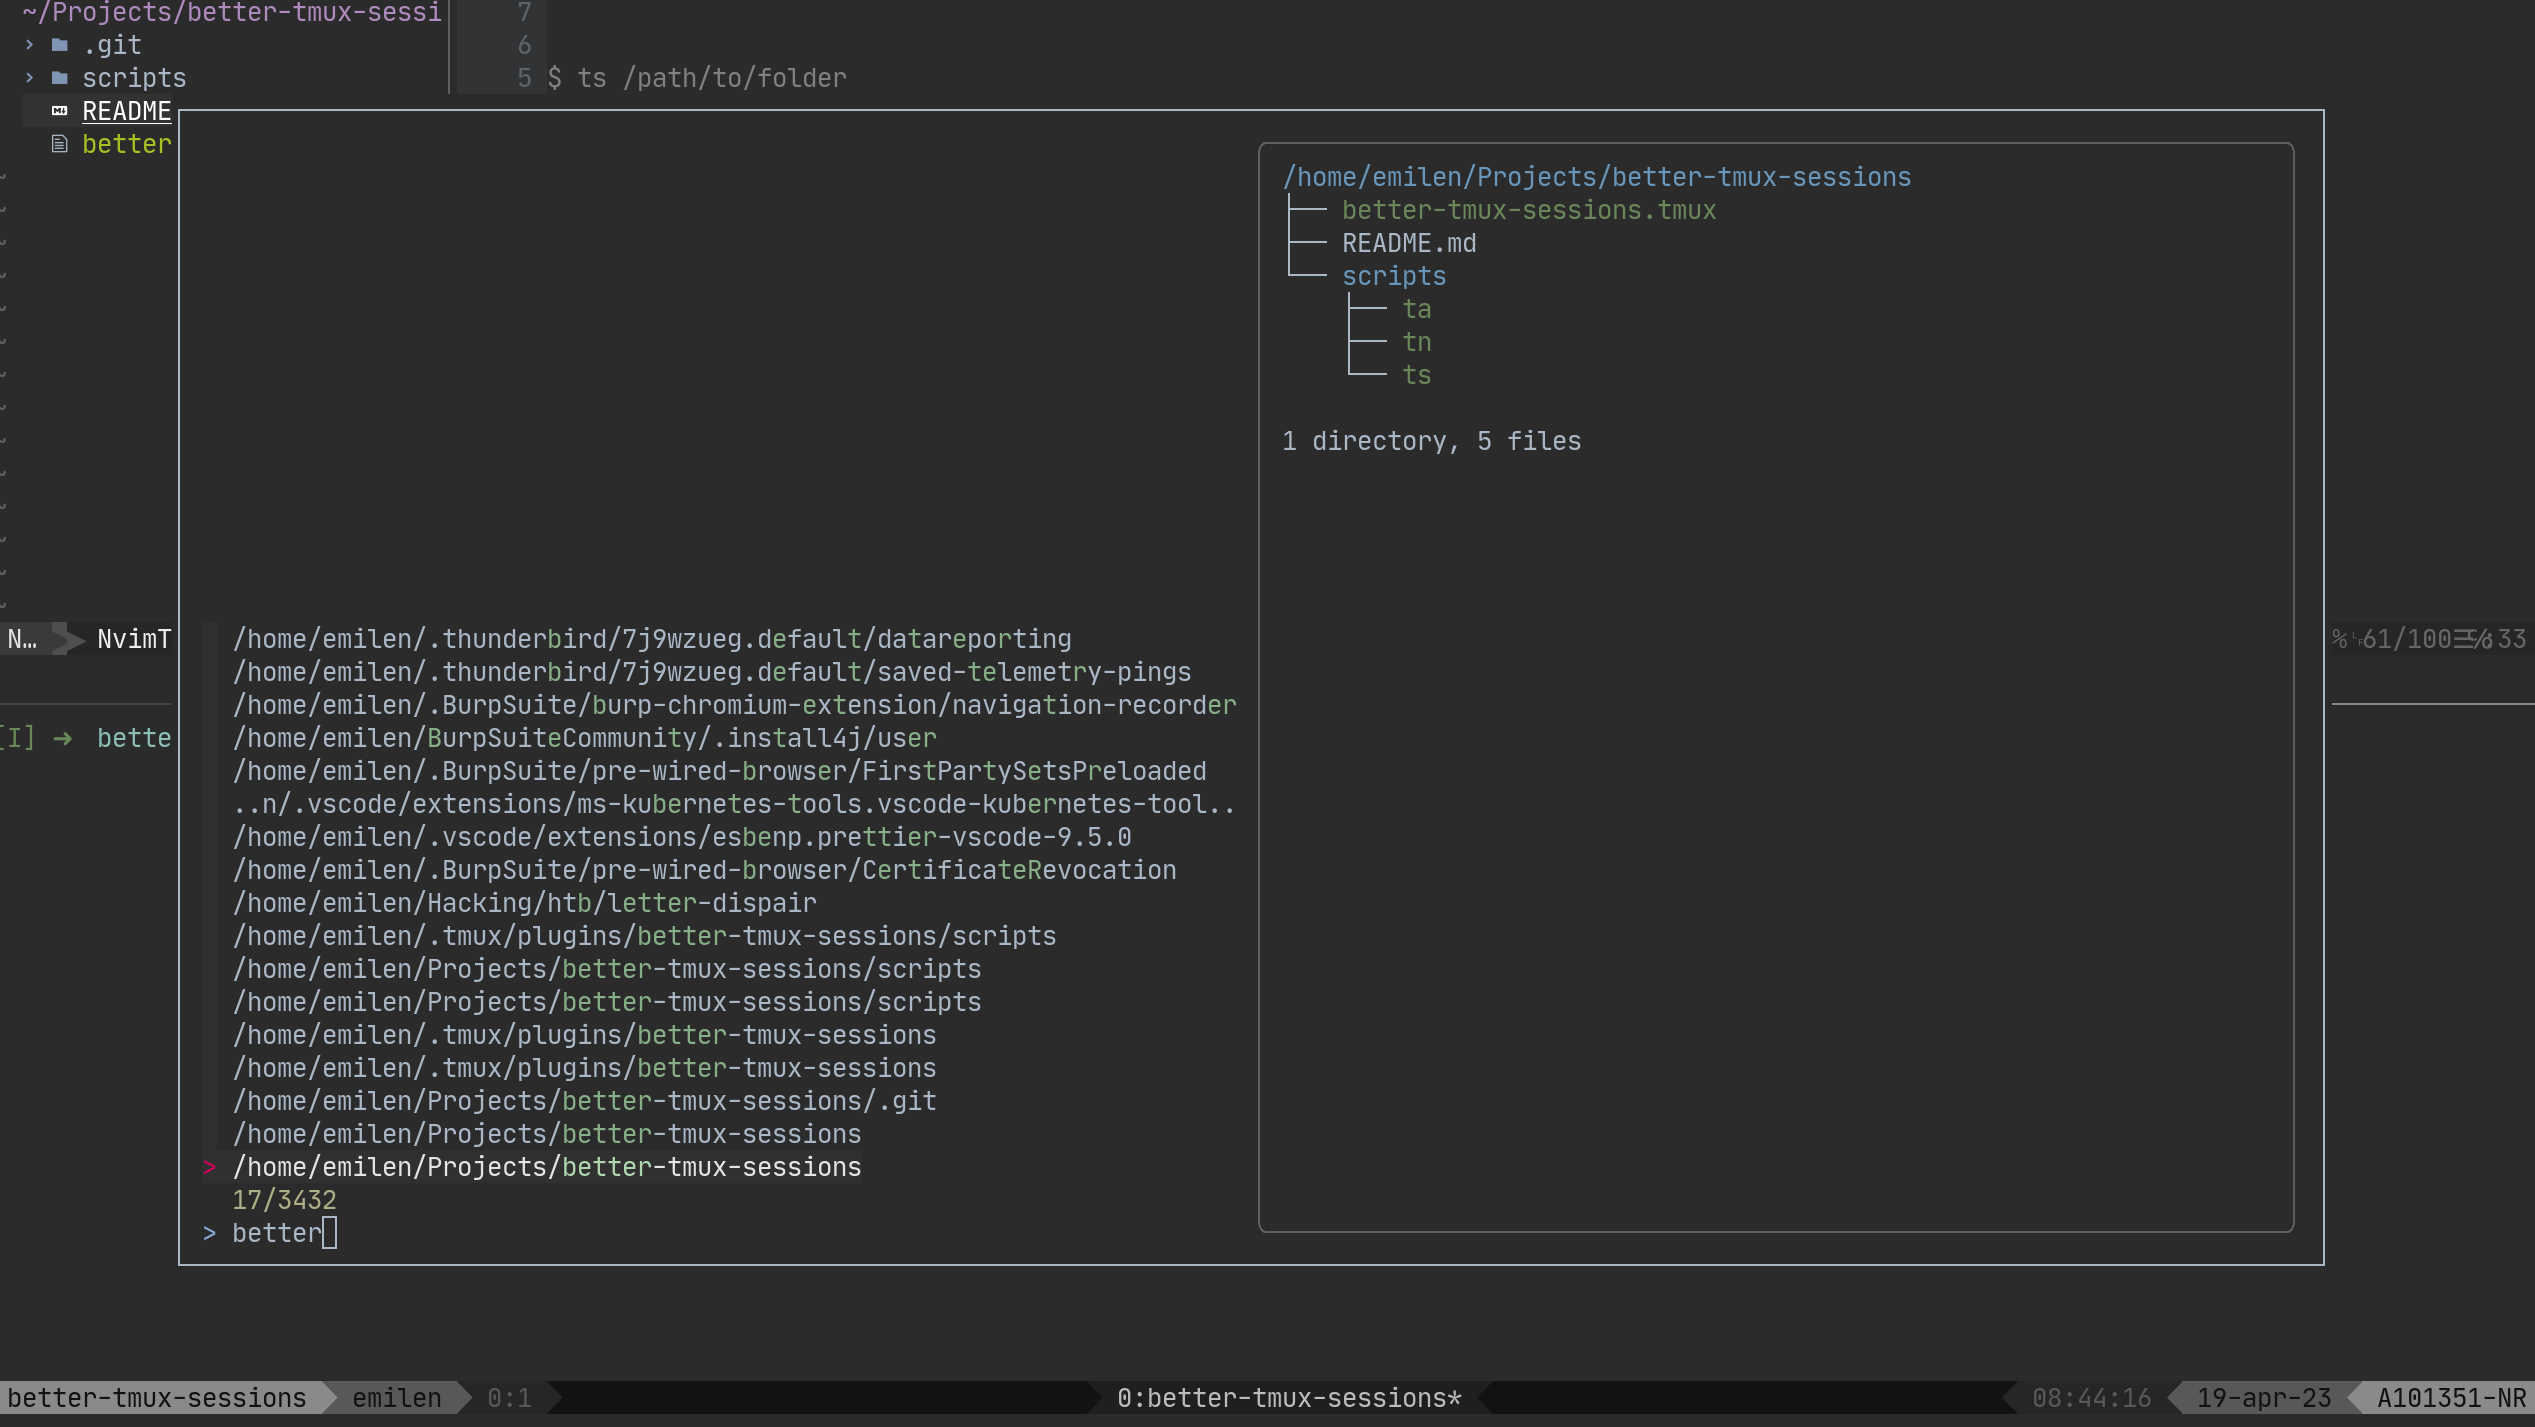 ~/Projects/better-tmux-sessi
7
› .git
6
› scripts
5 $ ts /path/to/folder
README
better
/home/emilen/Projects/better-tmux-sessions
├── better-tmux-sessions.tmux
├── README.md
└── scripts
    ├── ta
    ├── tn
    └── ts
1 directory, 5 files
N… NvimT
%
61/100
33
[I] ➜ bette
/home/emilen/.thunderbird/7j9wzueg.default/datareporting
/home/emilen/.thunderbird/7j9wzueg.default/saved-telemetry-pings
/home/emilen/.BurpSuite/burp-chromium-extension/navigation-recorder
/home/emilen/BurpSuiteCommunity/.install4j/user
/home/emilen/.BurpSuite/pre-wired-browser/FirstPartySetsPreloaded
..n/.vscode/extensions/ms-kubernetes-tools.vscode-kubernetes-tool..
/home/emilen/.vscode/extensions/esbenp.prettier-vscode-9.5.0
/home/emilen/.BurpSuite/pre-wired-browser/CertificateRevocation
/home/emilen/Hacking/htb/letter-dispair
/home/emilen/.tmux/plugins/better-tmux-sessions/scripts
/home/emilen/Projects/better-tmux-sessions/scripts
/home/emilen/Projects/better-tmux-sessions/scripts
/home/emilen/.tmux/plugins/better-tmux-sessions
/home/emilen/.tmux/plugins/better-tmux-sessions
/home/emilen/Projects/better-tmux-sessions/.git
/home/emilen/Projects/better-tmux-sessions
> /home/emilen/Projects/better-tmux-sessions
17/3432
> better
better-tmux-sessions emilen 0:1 0:better-tmux-sessions* 08:44:16 19-apr-23 A101351-NR